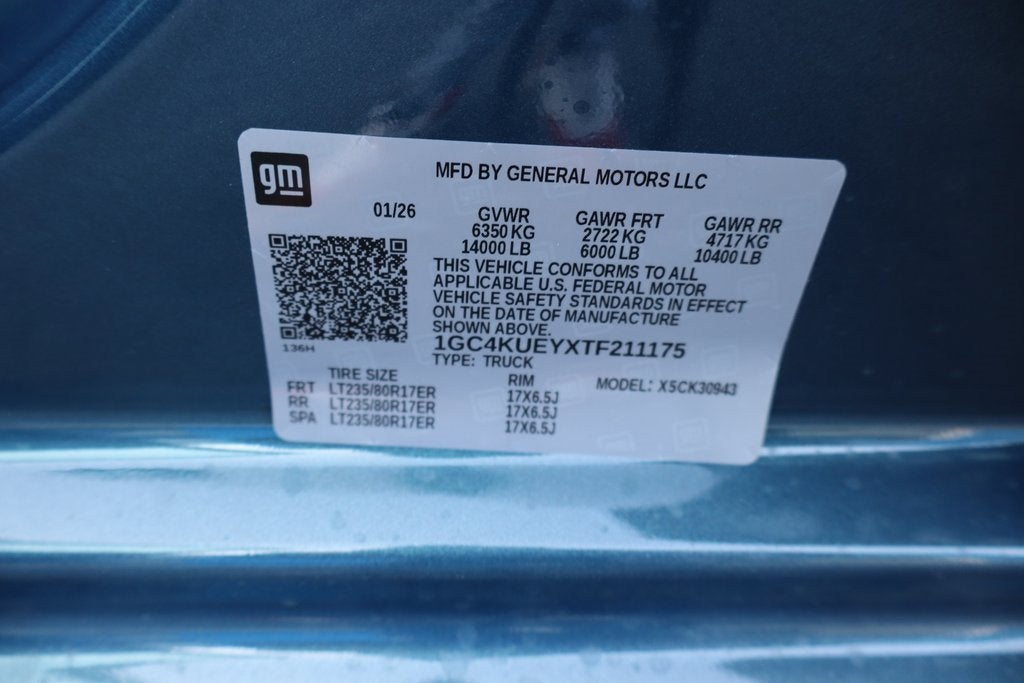 gm
MFD BY GENERAL MOTORS LLC
01/26 GVWR GAWR FRT GAWR RR
6350 KG 2722 KG 4717 KG
14000 LB 6000 LB 10400 LB
THIS VEHICLE CONFORMS TO ALL
APPLICABLE U.S. FEDERAL MOTOR
VEHICLE SAFETY STANDARDS IN EFFECT
ON THE DATE OF MANUFACTURE
SHOWN ABOVE.
136H
1GC4KUEYXTF211175
TYPE: TRUCK
TIRE SIZE RIM MODEL: X5CK30943
FRT LT235/80R17ER 17X6.5J
RR LT235/80R17ER 17X6.5J
SPA LT235/80R17ER 17X6.5J